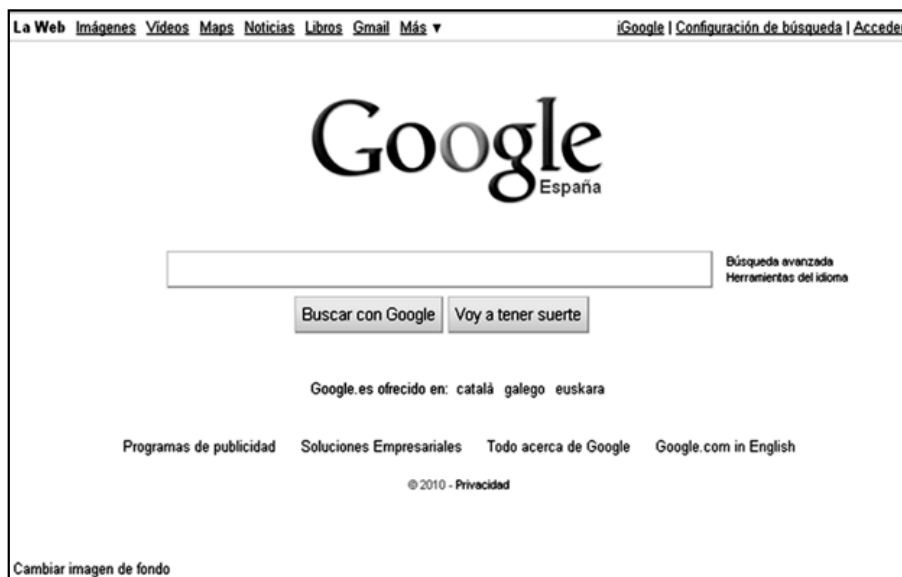 La Web Imágenes Vídeos Maps Noticias Libros Gmail Más ▼ iGoogle | Configuración de búsqueda | Acceder
Google
España
Búsqueda avanzada
Herramientas del idioma
Buscar con Google Voy a tener suerte
Google.es ofrecido en: català galego euskara
Programas de publicidad Soluciones Empresariales Todo acerca de Google Google.com in English
© 2010 - Privacidad
Cambiar imagen de fondo